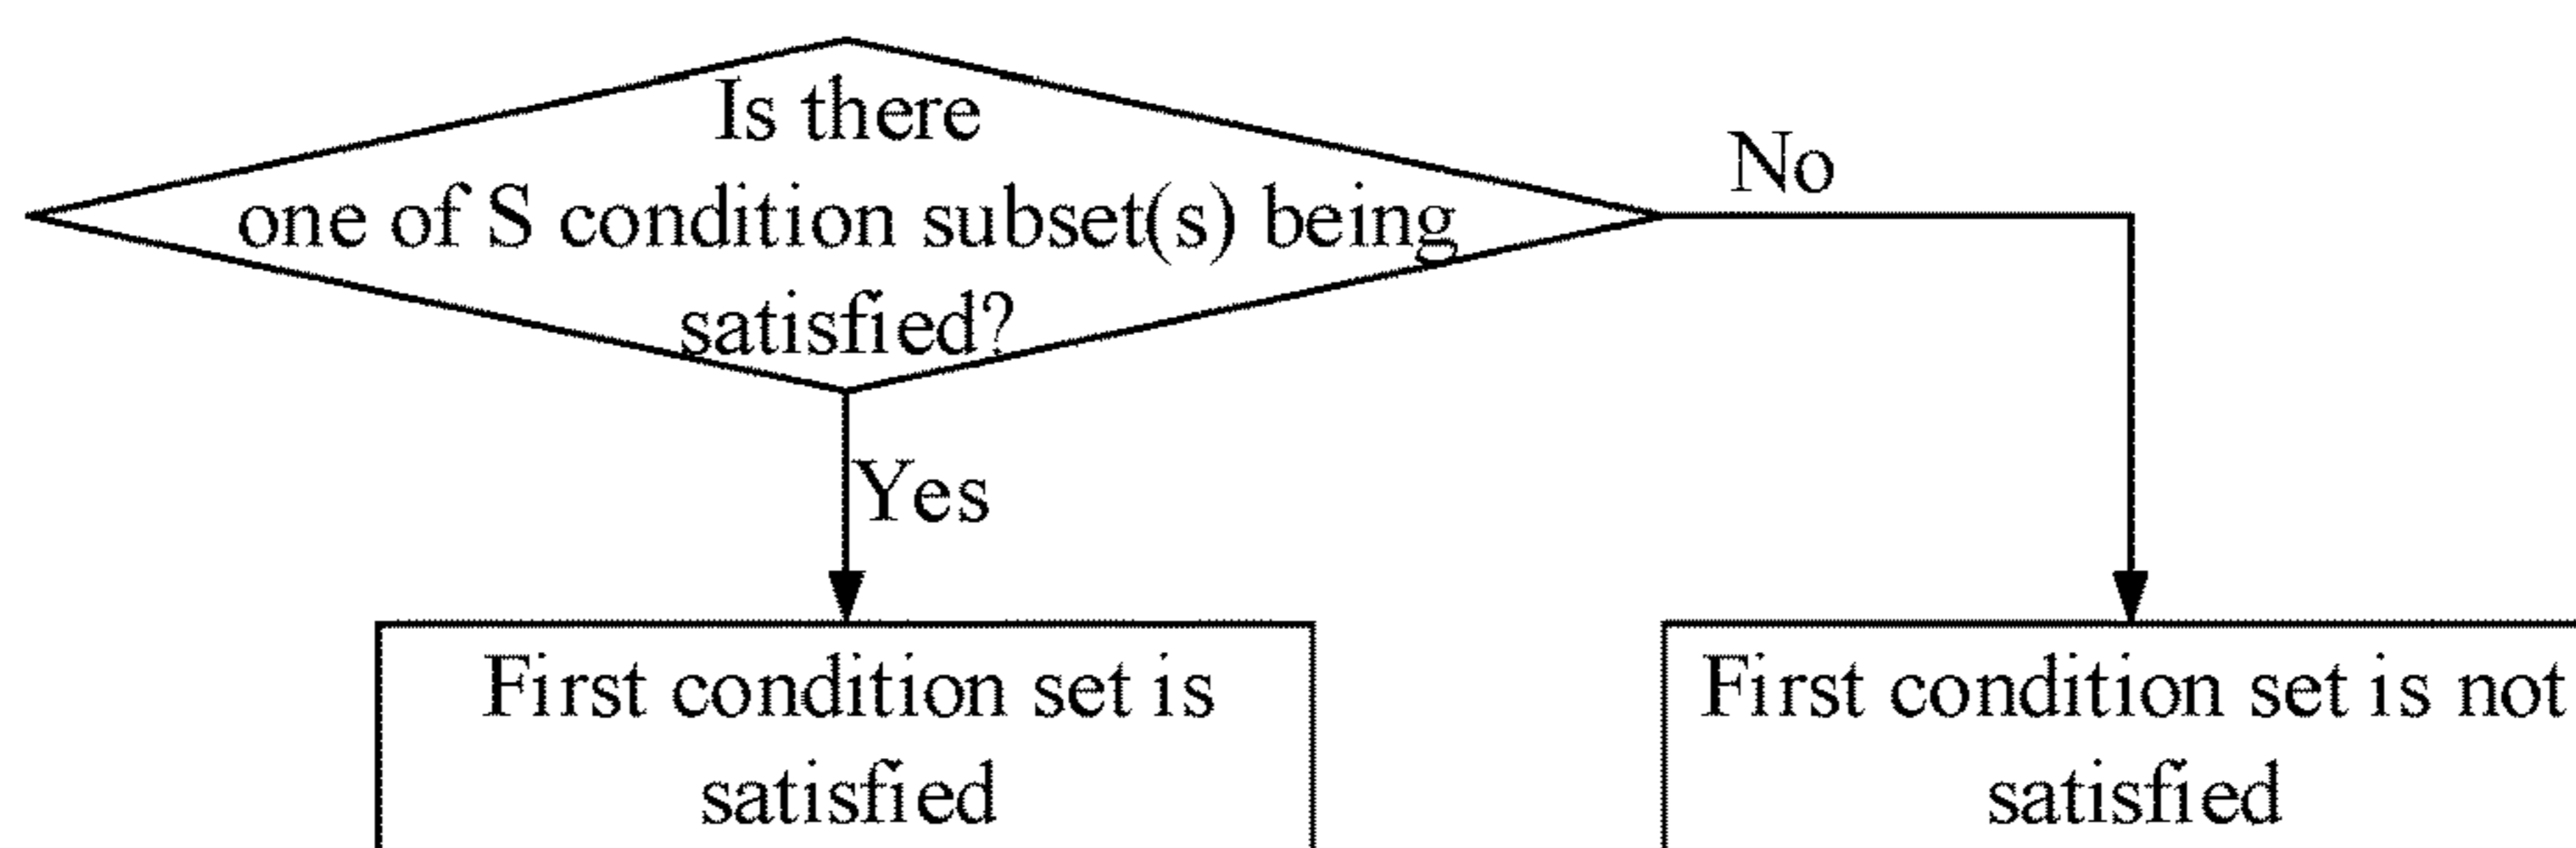 Is there
one of S condition subset(s) being
satisfied?
No
Yes
First condition set is
satisfied
First condition set is not
satisfied